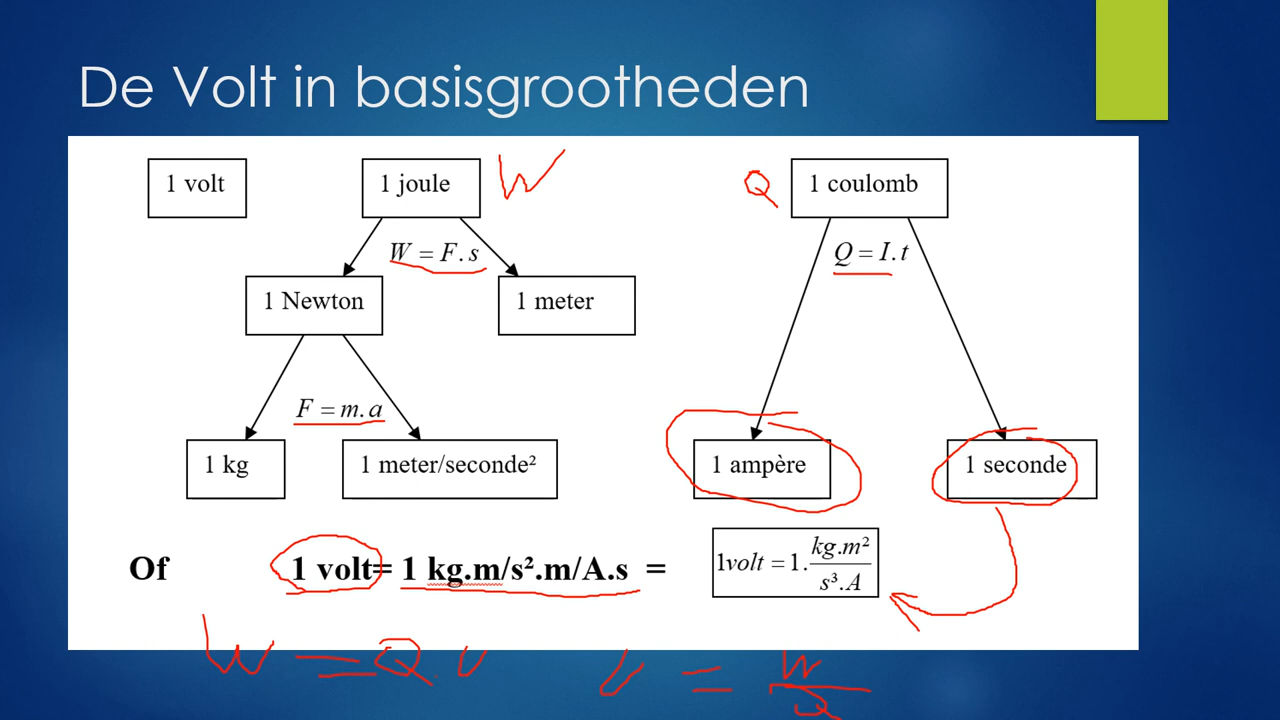 De Volt in basisgrootheden
1 volt
1 joule
W
Q
1 coulomb
W = F.s
Q = I.t
1 Newton
1 meter
F = m.a
1 kg
1 meter/seconde²
1 ampère
1 seconde
Of 1 volt= 1 kg.m/s².m/A.s = 1volt = 1. kg.m² / s³.A
W = Q.U U = W / Q